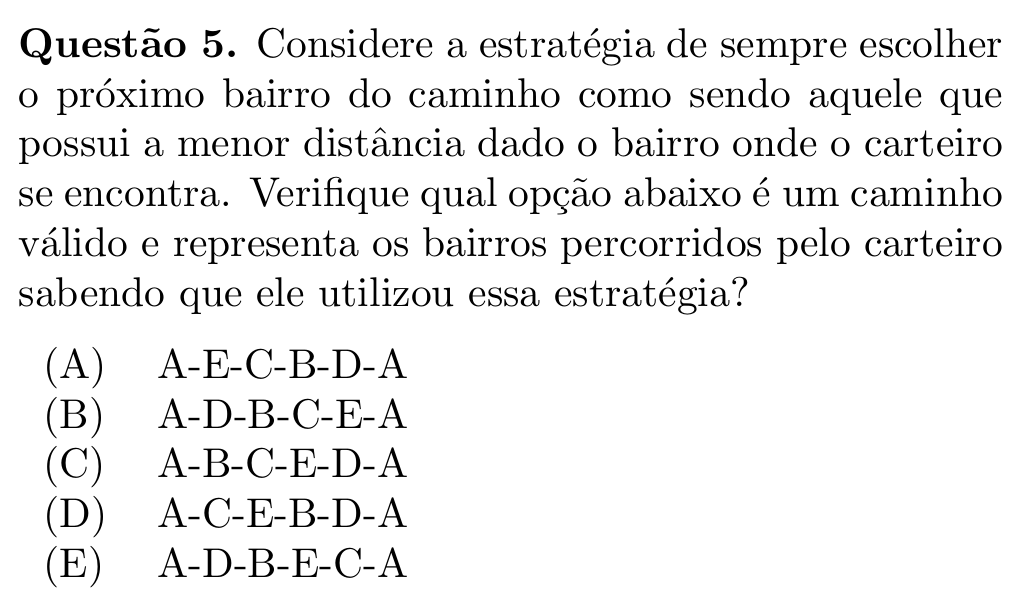 Questão 5. Considere a estratégia de sempre escolher
o próximo bairro do caminho como sendo aquele que
possui a menor distância dado o bairro onde o carteiro
se encontra. Verifique qual opção abaixo é um caminho
válido e representa os bairros percorridos pelo carteiro
sabendo que ele utilizou essa estratégia?
(A) A-E-C-B-D-A
(B) A-D-B-C-E-A
(C) A-B-C-E-D-A
(D) A-C-E-B-D-A
(E) A-D-B-E-C-A